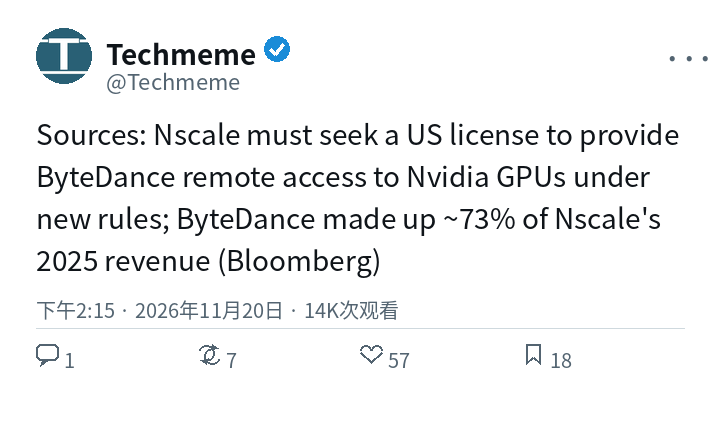 Techmeme
@Techmeme
Sources: Nscale must seek a US license to provide
ByteDance remote access to Nvidia GPUs under
new rules; ByteDance made up ~73% of Nscale's
2025 revenue (Bloomberg)
下午2:15 · 2026年11月20日 · 14K次观看
1 7 57 18